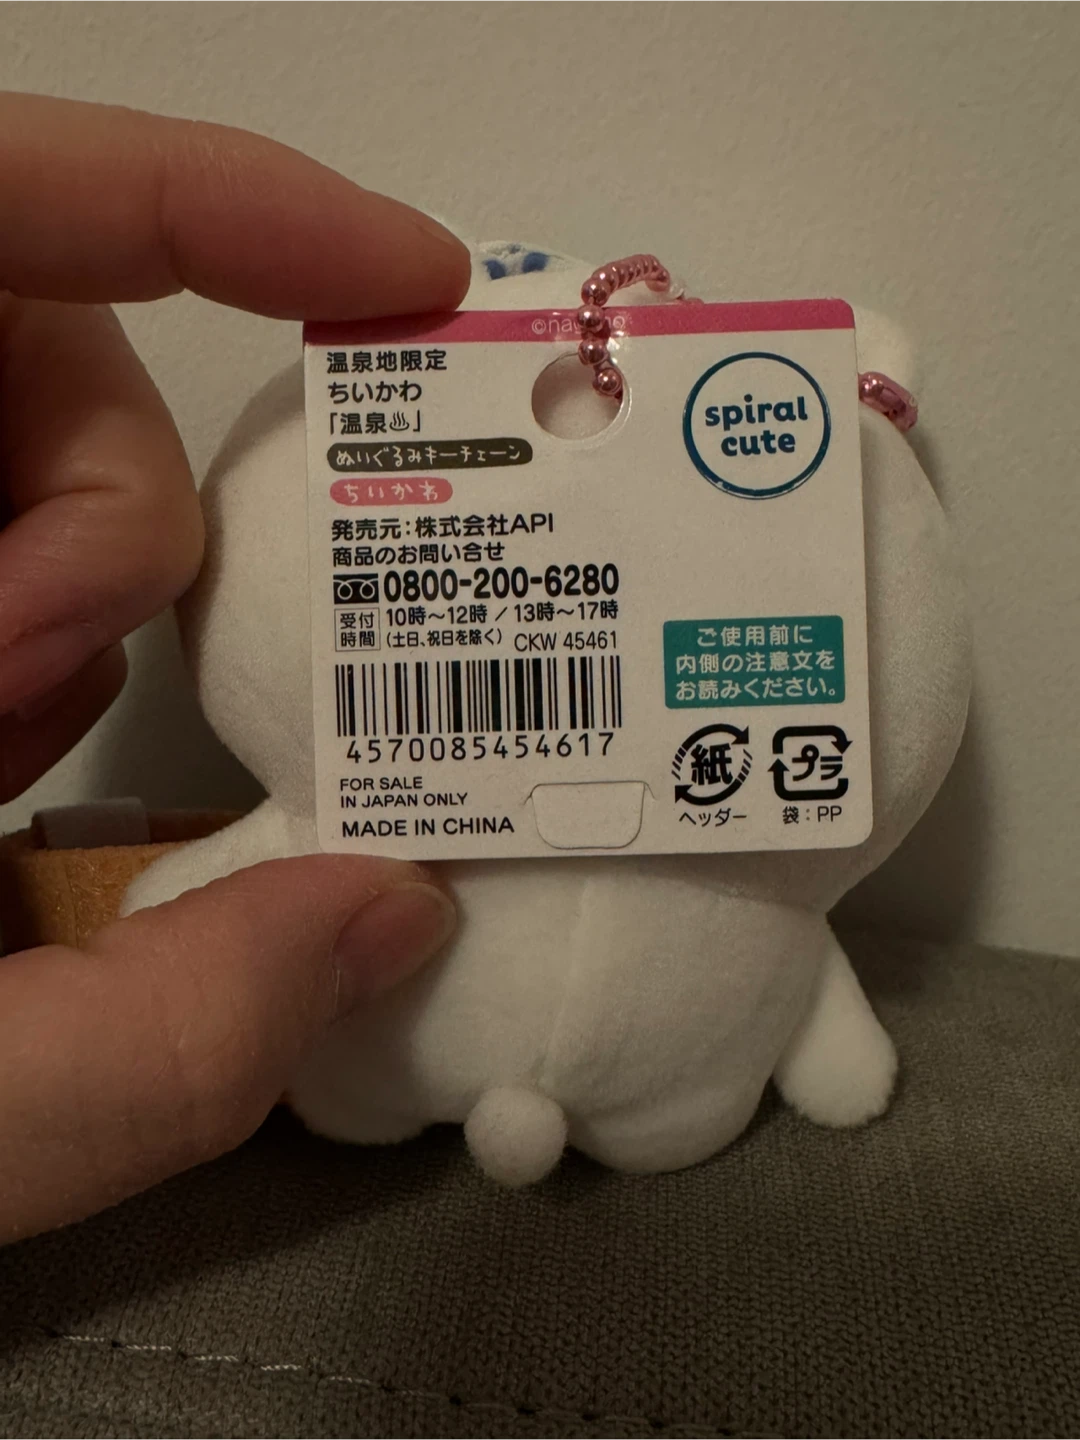 ©nagano
温泉地限定
ちいかわ
「温泉♨」
ぬいぐるみキーチェーン
ちいかわ
spiral
cute
発売元:株式会社API
商品のお問い合せ
0800-200-6280
受付時間 10時～12時 / 13時～17時
(土日、祝日を除く) CKW 45461
4570085454617
FOR SALE
IN JAPAN ONLY
MADE IN CHINA
ご使用前に
内側の注意文を
お読みください。
紙
ヘッダー
プラ
袋:PP